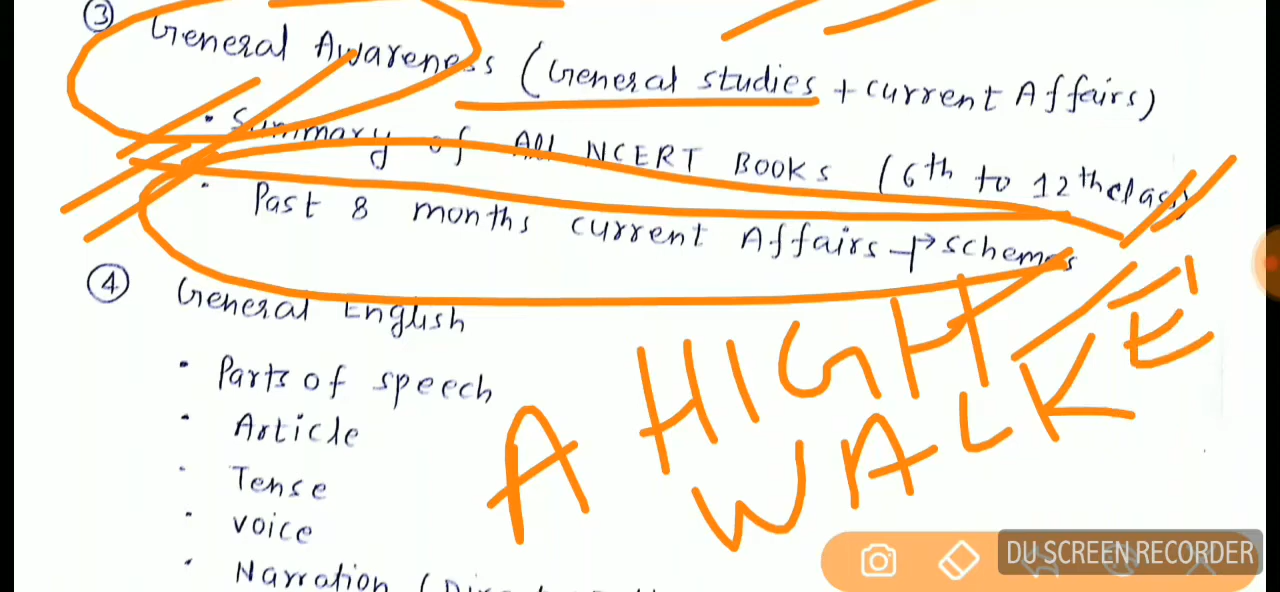 ③ General Awareness (General studies + current Affairs)
• Summary of All NCERT Books (6th to 12th class)
• Past 8 months current Affairs → schemes
④ General English
• Parts of speech
• Article
• Tense
• voice
• Narration (
A HIGH
WALKE
DU SCREEN RECORDER